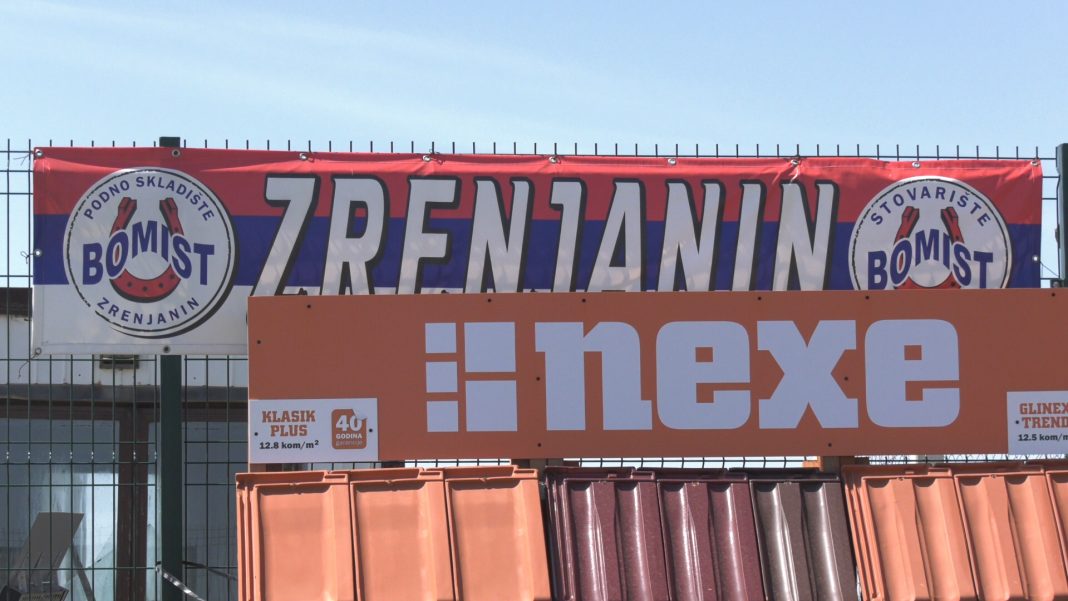 PODNO SKLADIŠTE
BOMIST
ZRENJANIN
ZRENJANIN
STOVARIŠTE
BOMIST
nexe
KLASIK
PLUS
12.8 kom/m²
40
GODINA
garancije
GLINEX
TREND
12.5 kom/m